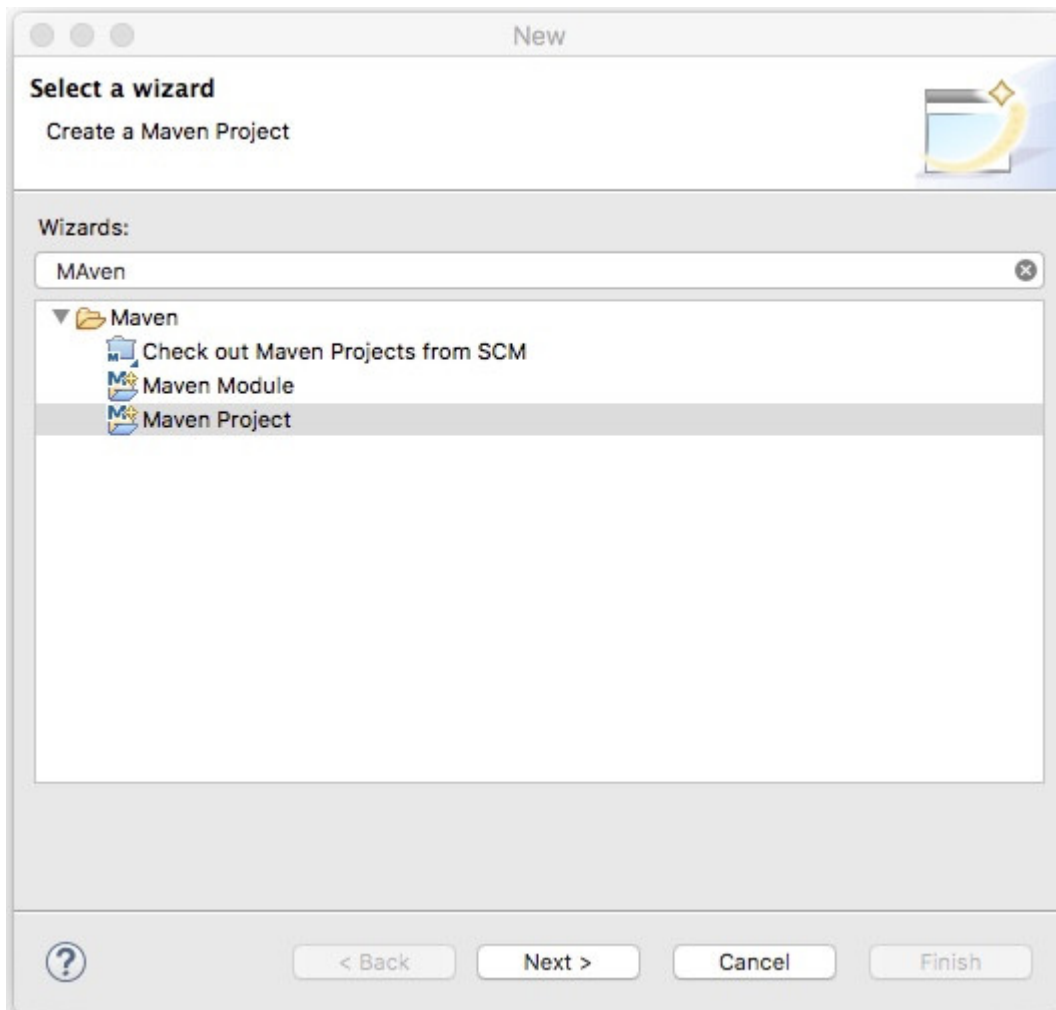 New
Select a wizard
Create a Maven Project
Wizards:
MAven
Maven
Check out Maven Projects from SCM
Maven Module
Maven Project
? < Back Next > Cancel Finish